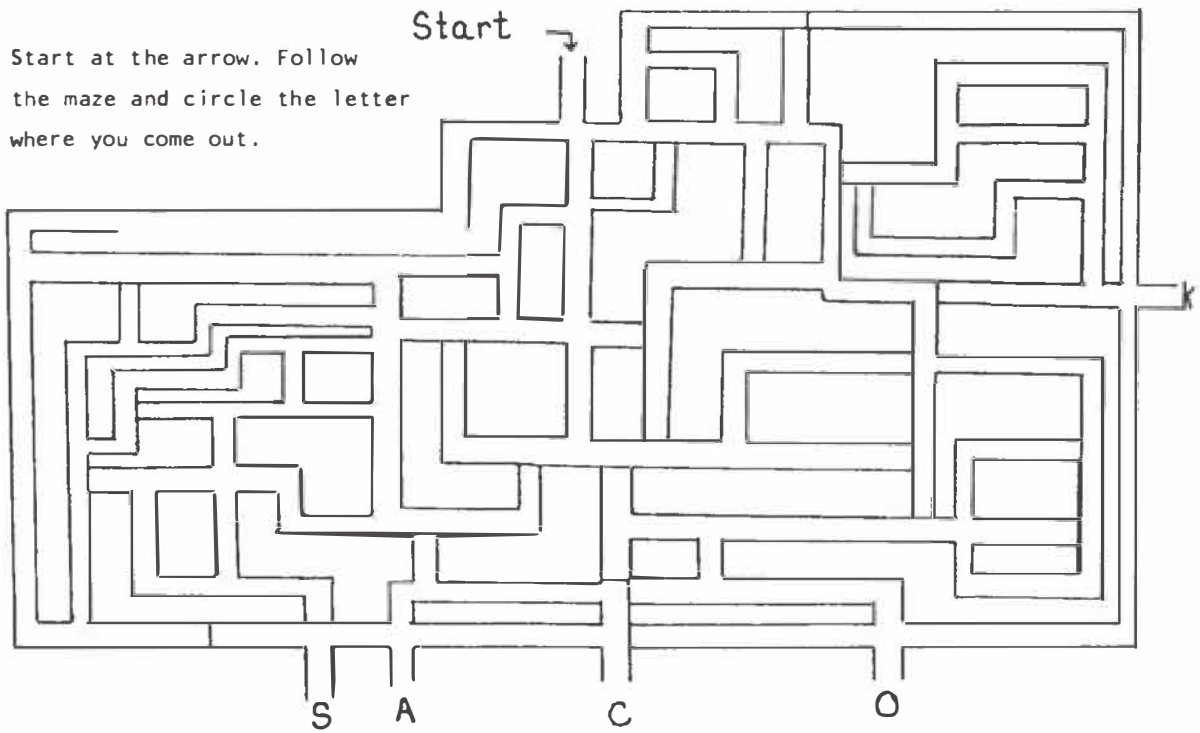 Start
Start at the arrow. Follow
the maze and circle the letter
where you come out.
k
S A C O